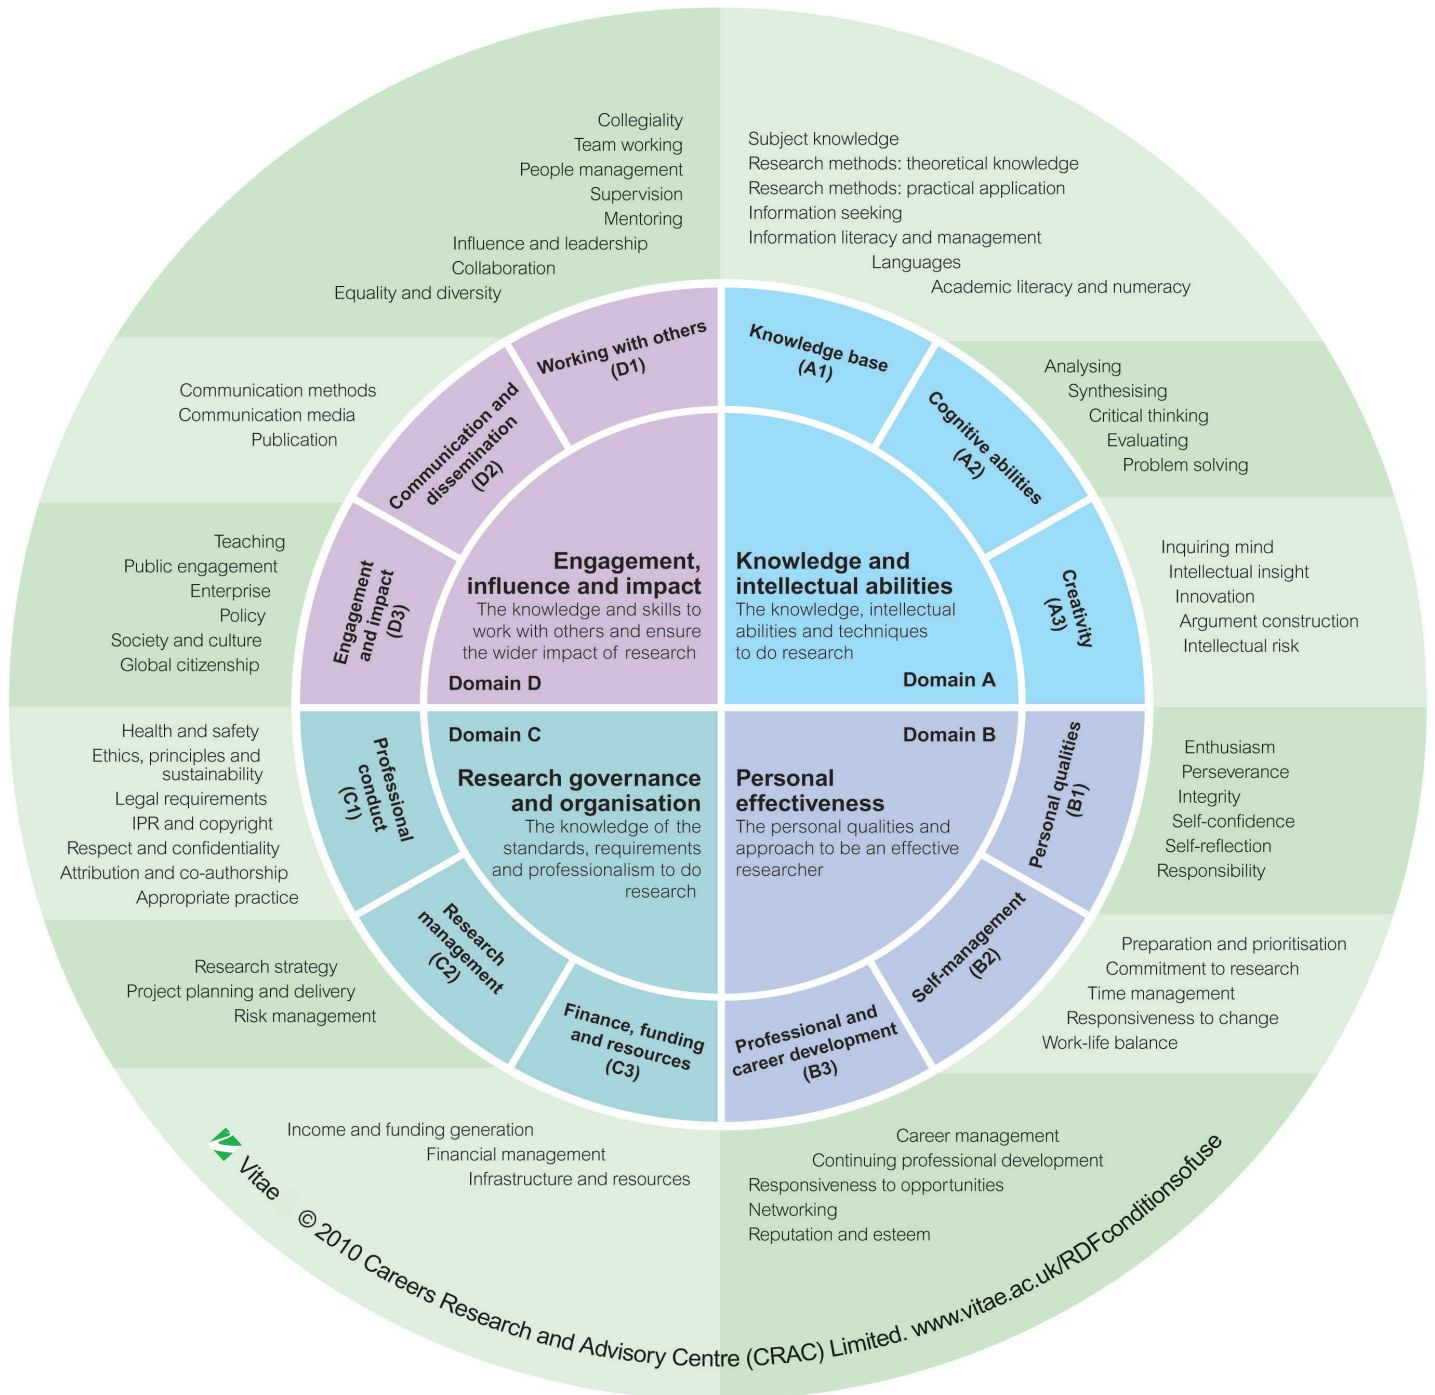 Collegiality
Team working
People management
Supervision
Mentoring
Influence and leadership
Collaboration
Equality and diversity
Subject knowledge
Research methods: theoretical knowledge
Research methods: practical application
Information seeking
Information literacy and management
Languages
Academic literacy and numeracy
Communication methods
Communication media
Publication
Analysing
Synthesising
Critical thinking
Evaluating
Problem solving
Teaching
Public engagement
Enterprise
Policy
Society and culture
Global citizenship
Inquiring mind
Intellectual insight
Innovation
Argument construction
Intellectual risk
Working with others
(D1)
Communication and
dissemination
(D2)
Engagement
and impact
(D3)
Knowledge base
(A1)
Cognitive abilities
(A2)
Creativity
(A3)
Engagement,
influence and impact
The knowledge and skills to
work with others and ensure
the wider impact of research
Domain D
Knowledge and
intellectual abilities
The knowledge, intellectual
abilities and techniques
to do research
Domain A
Domain C
Research governance
and organisation
The knowledge of the
standards, requirements
and professionalism to do
research
Domain B
Personal
effectiveness
The personal qualities and
approach to be an effective
researcher
Professional
conduct
(C1)
Research
management
(C2)
Finance, funding
and resources
(C3)
Personal qualities
(B1)
Self-management
(B2)
Professional and
career development
(B3)
Health and safety
Ethics, principles and
sustainability
Legal requirements
IPR and copyright
Respect and confidentiality
Attribution and co-authorship
Appropriate practice
Enthusiasm
Perseverance
Integrity
Self-confidence
Self-reflection
Responsibility
Research strategy
Project planning and delivery
Risk management
Preparation and prioritisation
Commitment to research
Time management
Responsiveness to change
Work-life balance
Income and funding generation
Financial management
Infrastructure and resources
Career management
Continuing professional development
Responsiveness to opportunities
Networking
Reputation and esteem
Vitae © 2010 Careers Research and Advisory Centre (CRAC) Limited. www.vitae.ac.uk/RDFconditionsofuse